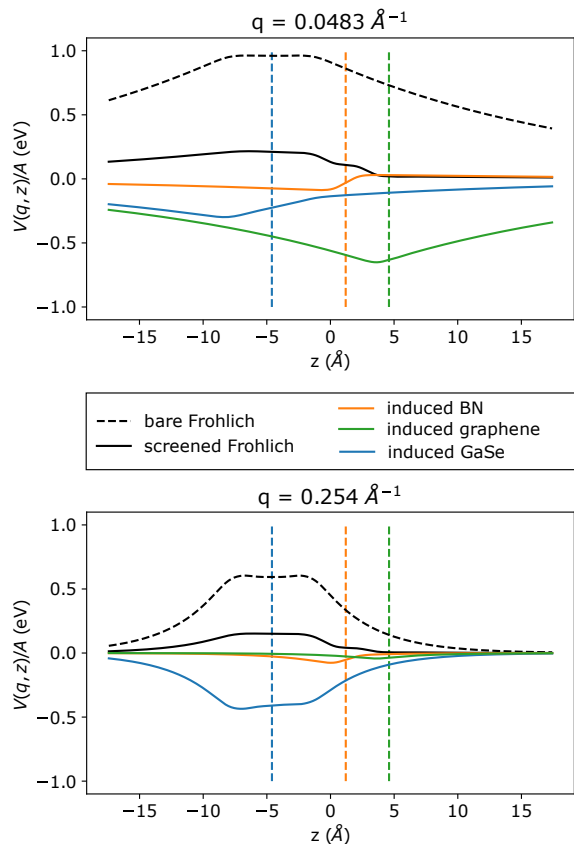 q = 0.0483 Å⁻¹
1.0
0.5
0.0
−0.5
−1.0
V(q, z)/A (eV)
−15 −10 −5 0 5 10 15
z (Å)
bare Frohlich
screened Frohlich
induced BN
induced graphene
induced GaSe
q = 0.254 Å⁻¹
1.0
0.5
0.0
−0.5
−1.0
V(q, z)/A (eV)
−15 −10 −5 0 5 10 15
z (Å)